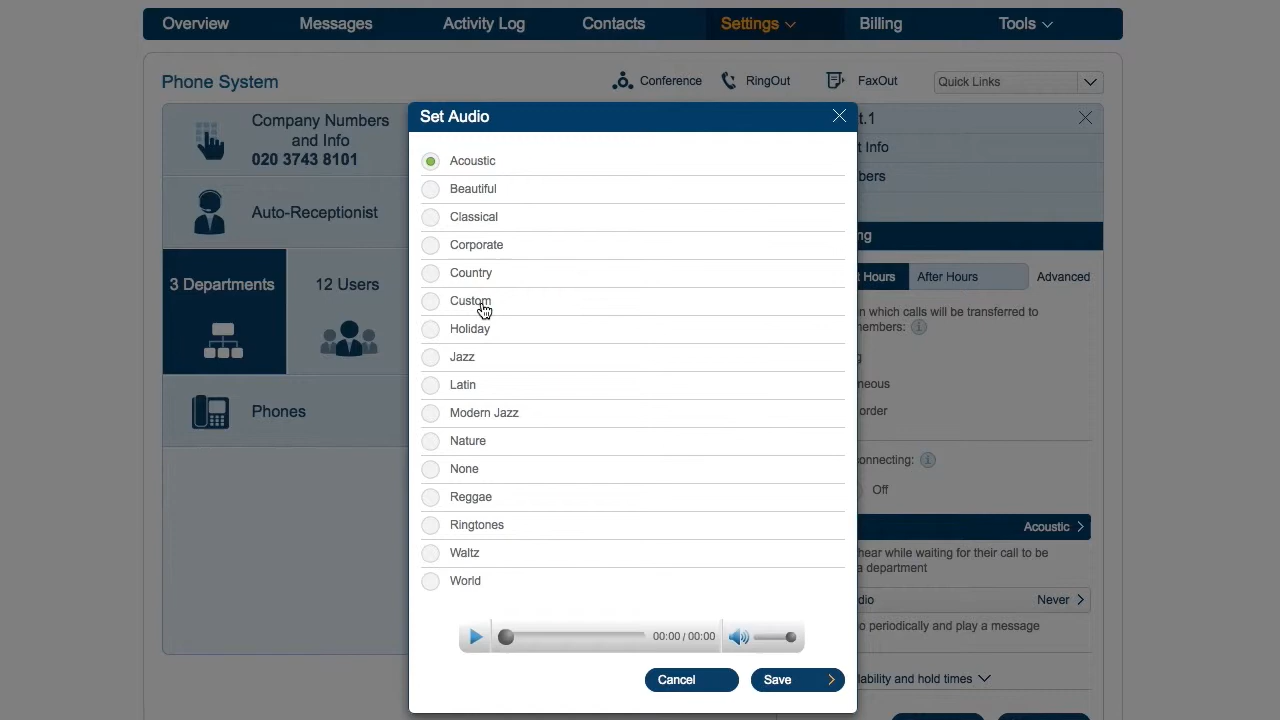 Overview Messages Activity Log Contacts Settings Billing Tools
Phone System
Conference RingOut FaxOut Quick Links
Company Numbers
and Info
020 3743 8101
Auto-Receptionist
3 Departments 12 Users
Phones
Set Audio
Acoustic
Beautiful
Classical
Corporate
Country
Custom
Holiday
Jazz
Latin
Modern Jazz
Nature
None
Reggae
Ringtones
Waltz
World
00:00 / 00:00
Cancel Save
t.1
t Info
bers
ng
t Hours After Hours Advanced
n which calls will be transferred to
members:
g
neous
order
onnecting:
Off
Acoustic
hear while waiting for their call to be
a department
dio Never
o periodically and play a message
lability and hold times